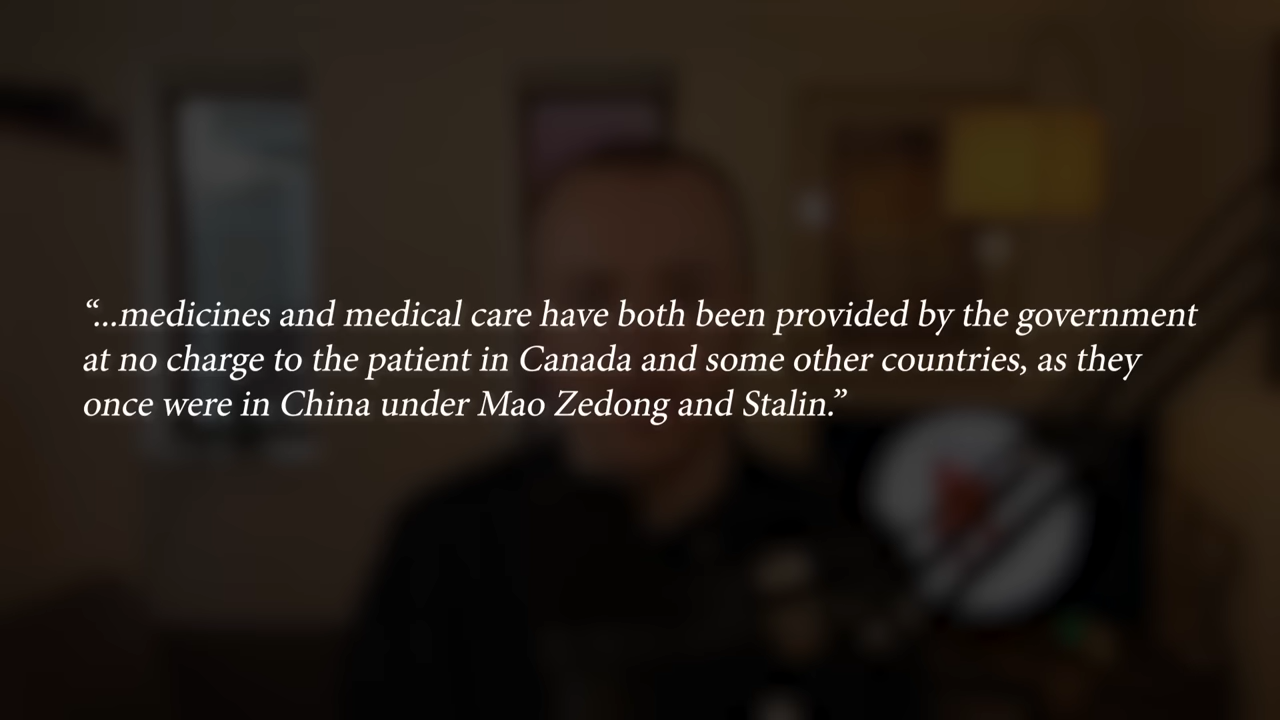 “...medicines and medical care have both been provided by the government
at no charge to the patient in Canada and some other countries, as they
once were in China under Mao Zedong and Stalin.”